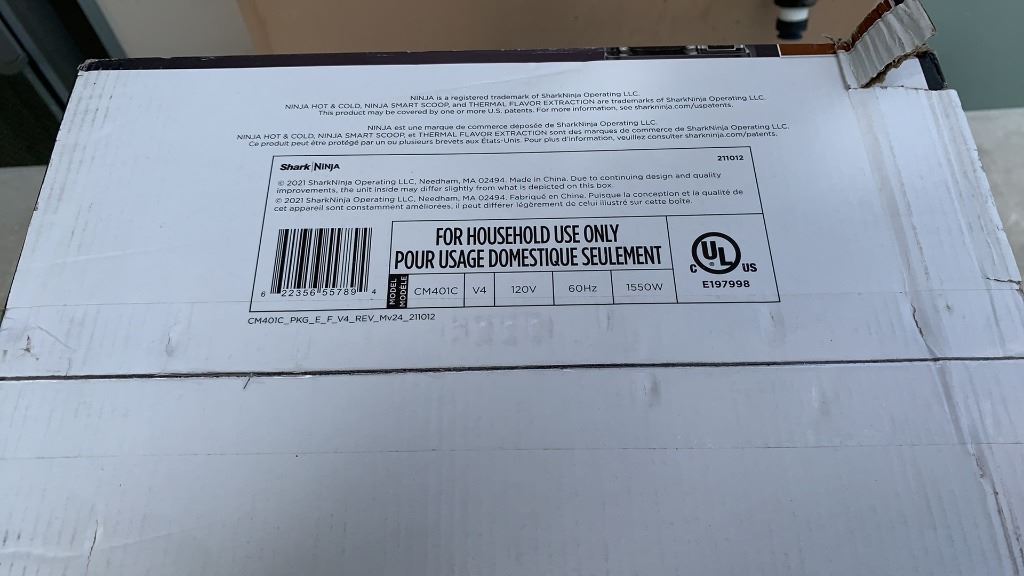 NINJA is a registered trademark of SharkNinja Operating LLC.
NINJA HOT & COLD, NINJA SMART SCOOP, and THERMAL FLAVOR EXTRACTION are trademarks of SharkNinja Operating LLC.
This product may be covered by one or more U.S. patents. For more information, see sharkninja.com/uspatents.
NINJA est une marque de commerce déposée de SharkNinja Operating LLC.
NINJA HOT & COLD, NINJA SMART SCOOP, et THERMAL FLAVOR EXTRACTION sont des marques de commerce de SharkNinja Operating LLC.
Ce produit peut être protégé par un ou plusieurs brevets aux États-Unis. Pour plus d'information, veuillez consulter sharkninja.com/patents.
Shark NINJA
211012
© 2021 SharkNinja Operating LLC, Needham, MA 02494. Made in China. Due to continuing design and quality
improvements, the unit inside may differ slightly from what is depicted on this box.
© 2021 SharkNinja Operating LLC, Needham, MA 02494. Fabriqué en Chine. Puisque la conception et la qualité de
cet appareil sont constamment améliorées, il peut différer légèrement de celui illustré sur cette boîte.
FOR HOUSEHOLD USE ONLY
POUR USAGE DOMESTIQUE SEULEMENT
MODEL
MODÈLE
CM401C V4 120V 60Hz 1550W
C UL US
E197998
6 22356 55789 4
CM401C_PKG_E_F_V4_REV_Mv24_211012